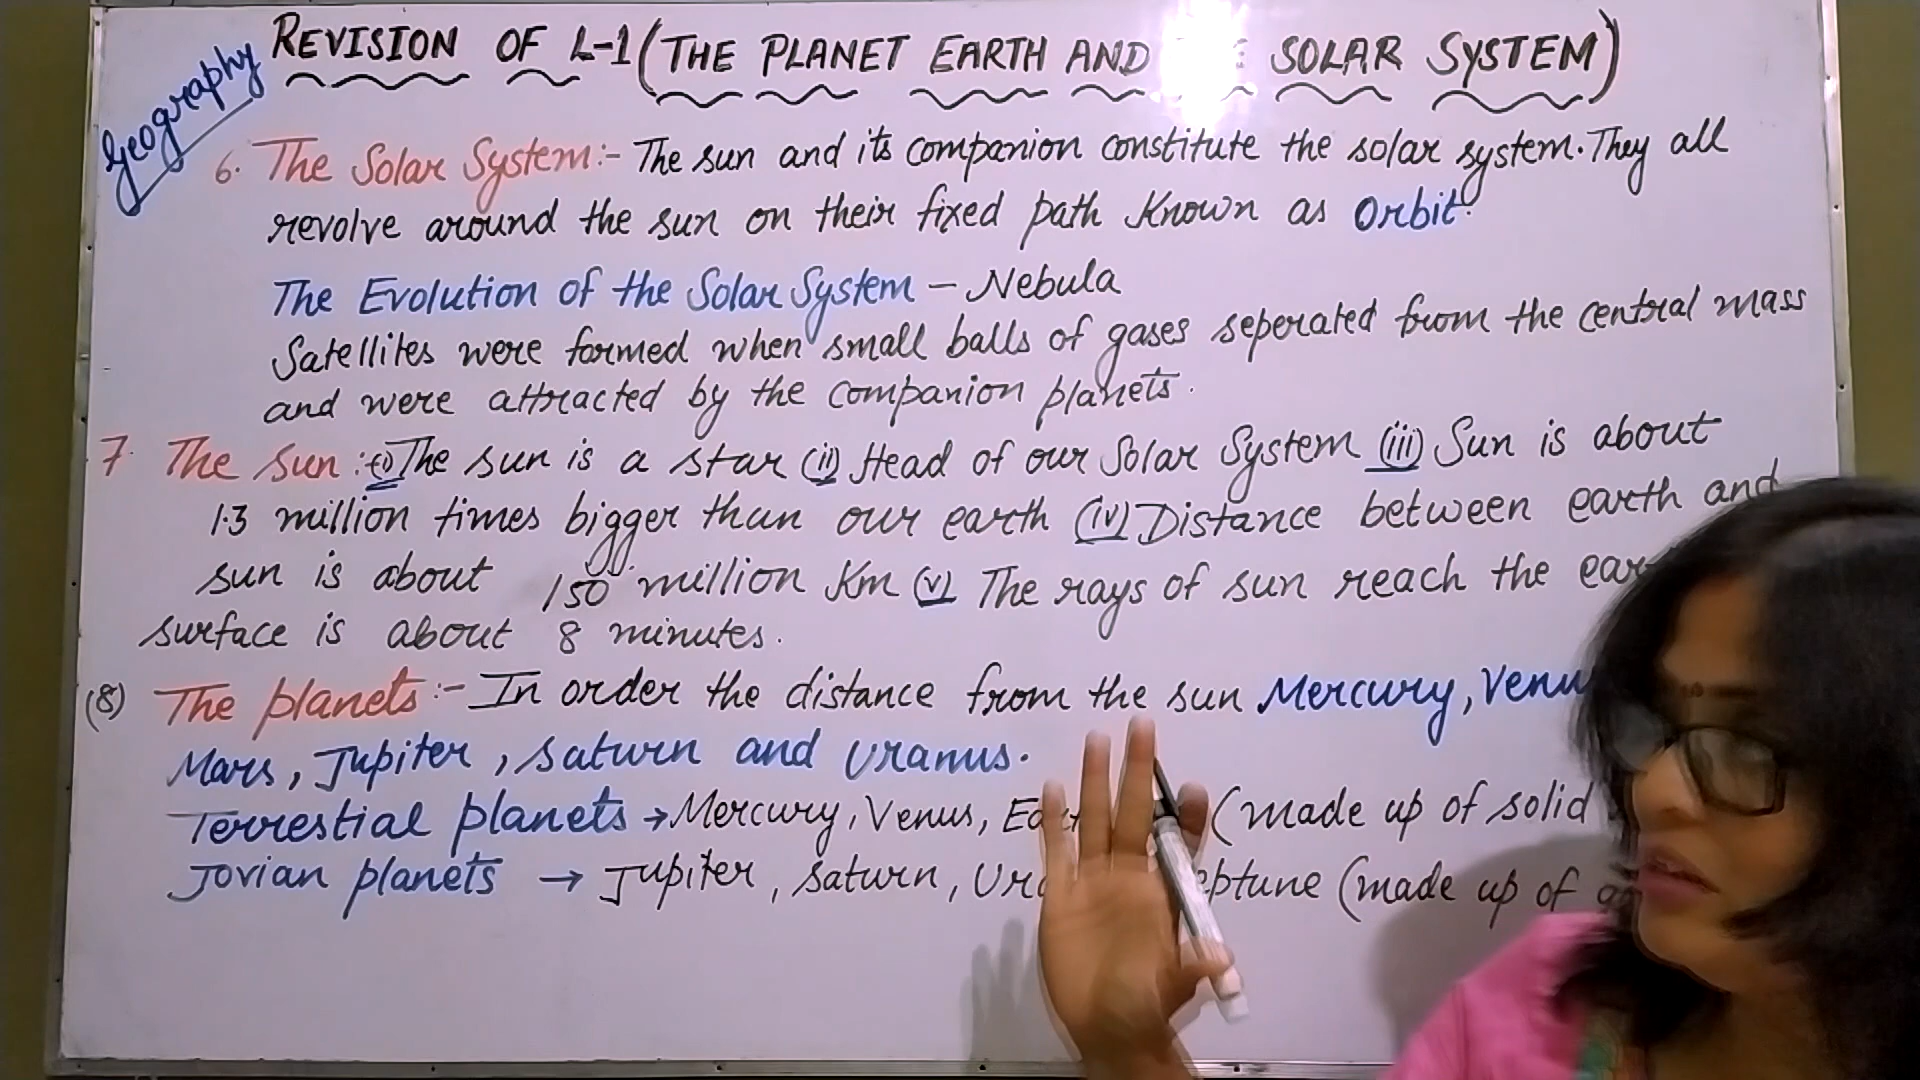 Geography
REVISION OF L-1 (THE PLANET EARTH AND SOLAR SYSTEM)
6. The Solar System:- The sun and its companion constitute the solar system. They all
revolve around the sun on their fixed path known as Orbit.
The Evolution of the Solar System - Nebula
Satellites were formed when small balls of gases seperated from the central mass
and were attracted by the companion planets.
7. The Sun:- (i) The sun is a star (ii) Head of our Solar System (iii) Sun is about
1.3 million times bigger than our earth (iv) Distance between earth and
sun is about 150 million Km (v) The rays of sun reach the
surface is about 8 minutes.
(8) The planets:- In order the distance from the sun Mercury,
Mars, Jupiter, Saturn and Uranus.
Terrestial planets → Mercury, Venus, (made up of solid
Jovian planets → Jupiter, Saturn, (made up of